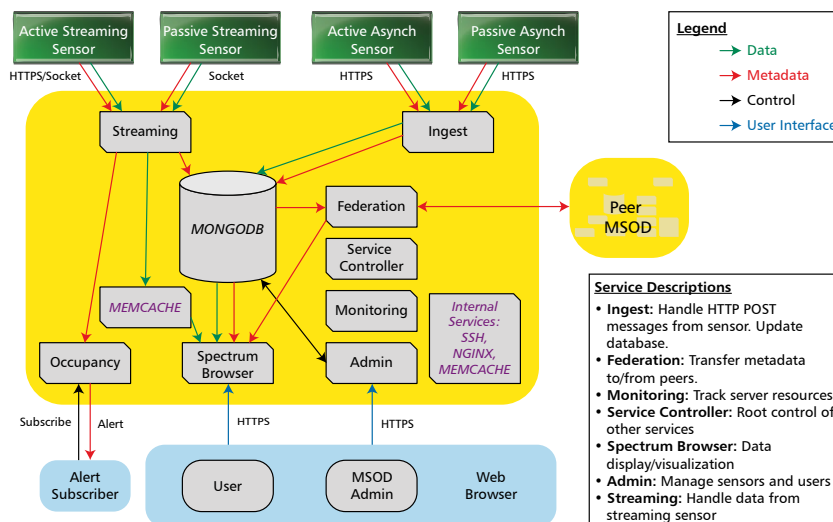 Active Streaming
Sensor
Passive Streaming
Sensor
Active Asynch
Sensor
Passive Asynch
Sensor
HTTPS/Socket
Socket
HTTPS
HTTPS
Legend
Data
Metadata
Control
User Interface
Streaming
Ingest
MONGODB
Federation
Peer
MSOD
Service
Controller
MEMCACHE
Monitoring
Internal
Services:
SSH,
NGINX,
MEMCACHE
Occupancy
Spectrum
Browser
Admin
Subscribe
Alert
HTTPS
HTTPS
Alert
Subscriber
User
MSOD
Admin
Web
Browser
Service Descriptions
• Ingest: Handle HTTP POST
messages from sensor. Update
database.
• Federation: Transfer metadata
to/from peers.
• Monitoring: Track server resources
• Service Controller: Root control of
other services
• Spectrum Browser: Data
display/visualization
• Admin: Manage sensors and users
• Streaming: Handle data from
streaming sensor